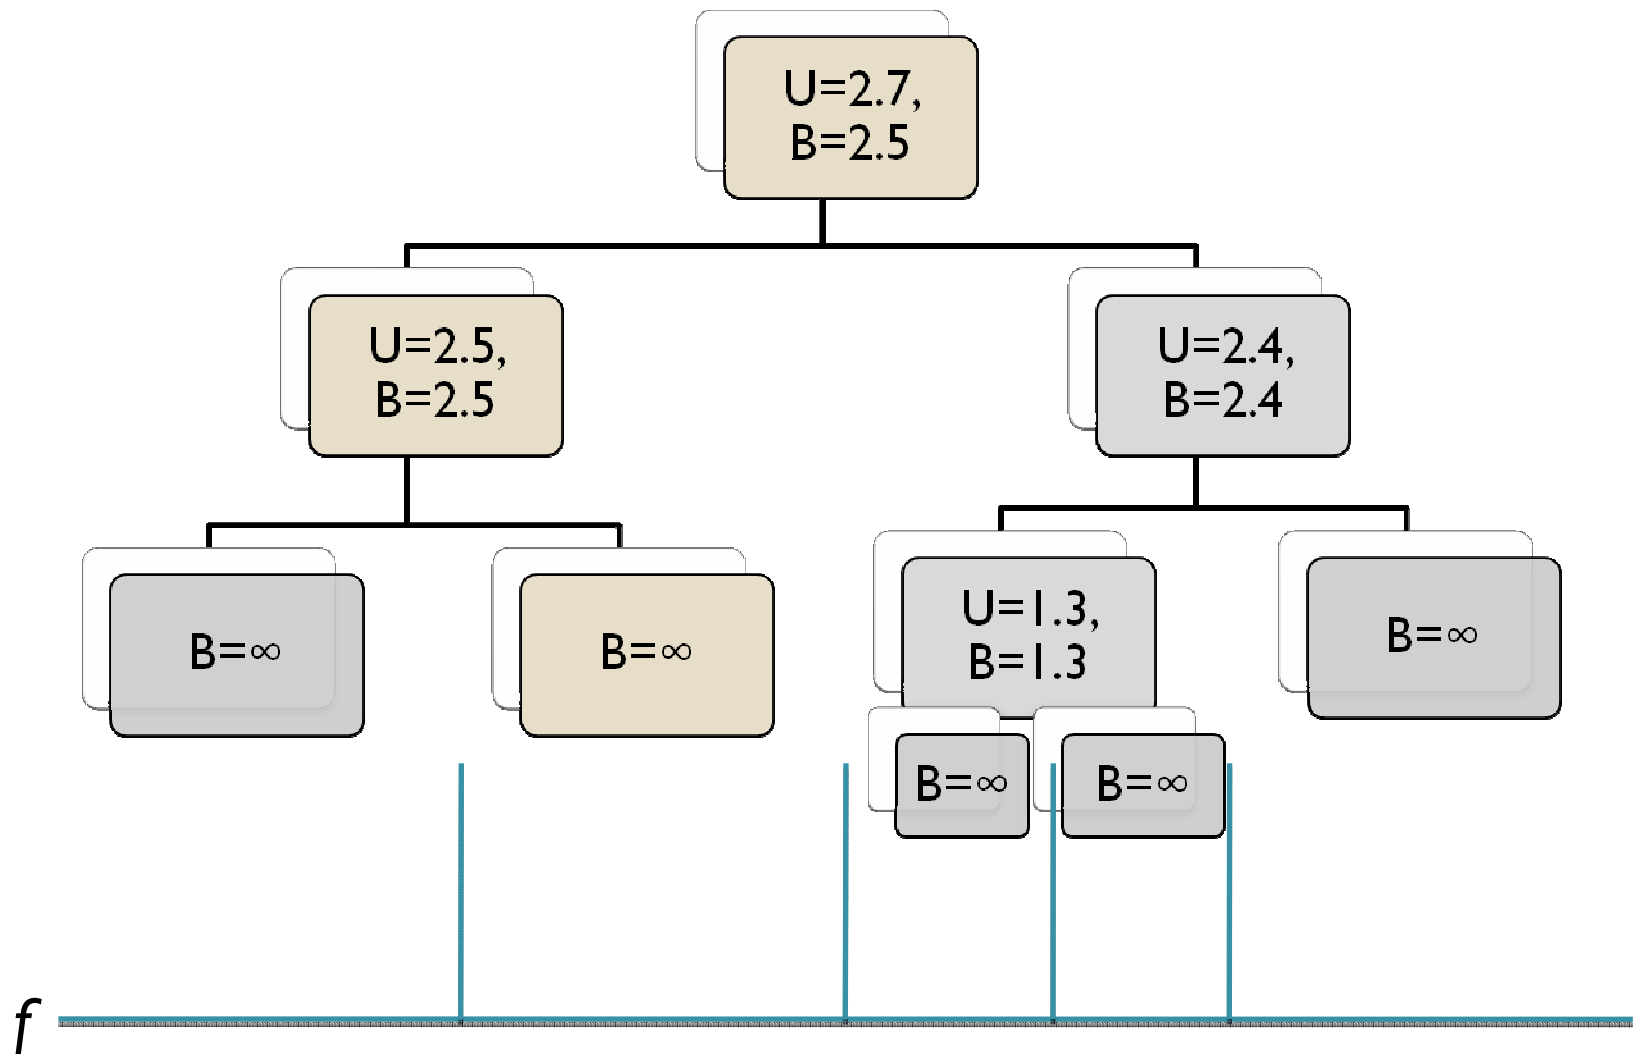 U=2.7,
B=2.5
U=2.5,
B=2.5
U=2.4,
B=2.4
B=∞
B=∞
U=1.3,
B=1.3
B=∞
B=∞
B=∞
f